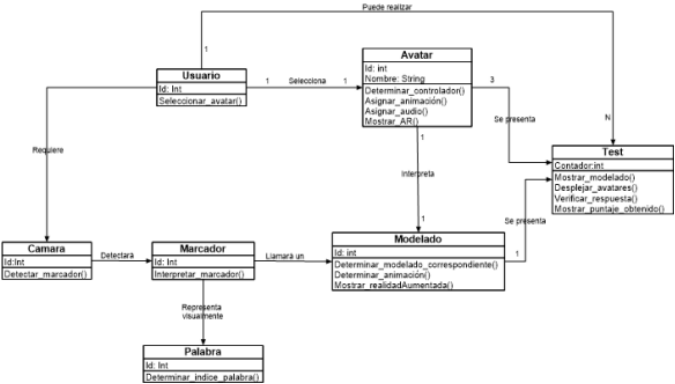 Puede realizar
1
Usuario
Id: Int
Seleccionar_avatar()
1
Selecciona
1
Avatar
Id: int
Nombre: String
Determinar_controlador()
Asignar_animación()
Asignar_audio()
Mostrar_AR()
3
Se presenta
N
Test
Contador:int
Mostrar_modelado()
Desplejar_avatares()
Verificar_respuesta()
Mostrar_puntaje_obtenido()
Requiere
1
Interpreta
1
Se presenta
1
Camara
Id:Int
Detectar_marcador()
Detectará
Marcador
Id: Int
Interpretar_marcador()
Llamará un
Modelado
Id: int
Determinar_modelado_correspondiente()
Determinar_animación()
Mostrar_realidadAumentada()
Representa
visualmente
Palabra
Id: Int
Determinar_indice_palabra()